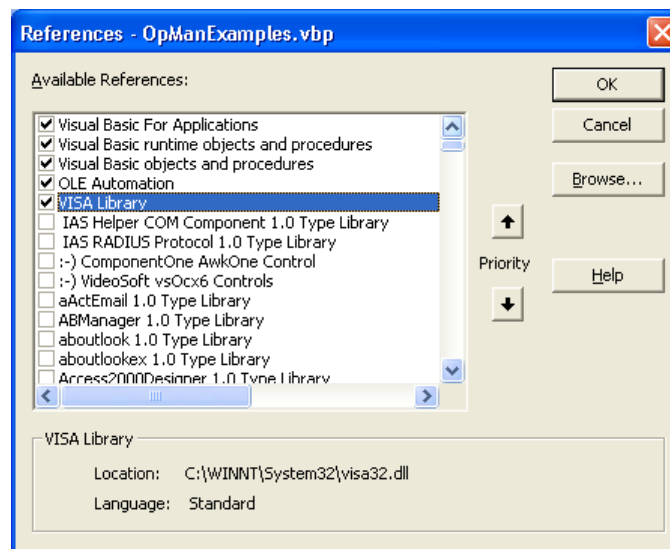 References - OpManExamples.vbp
Available References:
Visual Basic For Applications
Visual Basic runtime objects and procedures
Visual Basic objects and procedures
OLE Automation
VISA Library
IAS Helper COM Component 1.0 Type Library
IAS RADIUS Protocol 1.0 Type Library
:-) ComponentOne AwkOne Control
:-) VideoSoft vsOcx6 Controls
aActEmail 1.0 Type Library
ABManager 1.0 Type Library
aboutlook 1.0 Type Library
aboutlookex 1.0 Type Library
Access2000Designer 1.0 Type Library
OK
Cancel
Browse...
Priority
Help
VISA Library
Location: C:\WINNT\System32\visa32.dll
Language: Standard